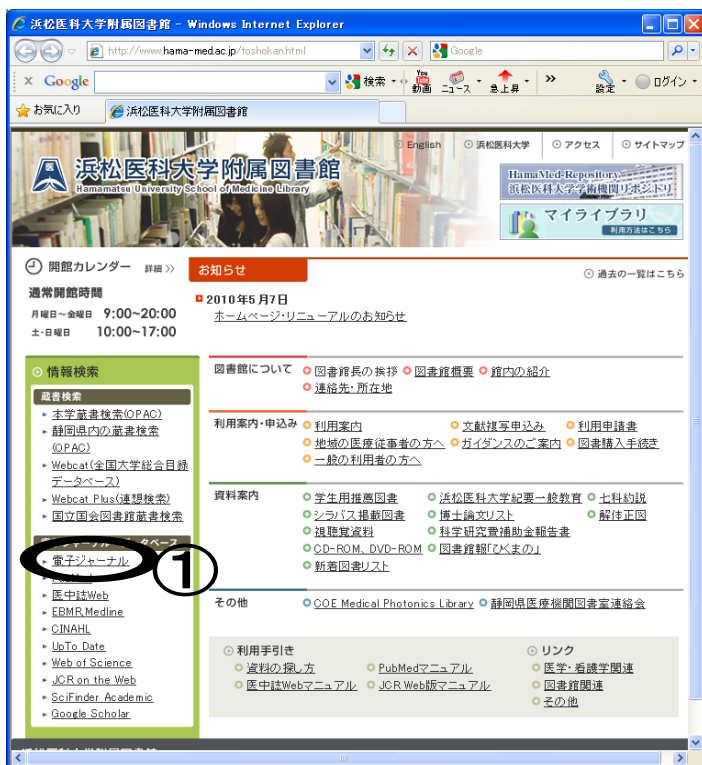 浜松医科大学附属図書館 - Windows Internet Explorer
http://www.hama-med.ac.jp/toshokan.html
Google
x Google
検索
動画
ニュース
急上昇
»
設定
ログイン
お気に入り
浜松医科大学附属図書館
English
浜松医科大学
アクセス
サイトマップ
浜松医科大学附属図書館
Hamamatsu University School of Medicine Library
HamaMed-Repository
浜松医科大学学術機関リポジトリ
マイライブラリ
利用方法はこちら
開館カレンダー 詳細 》
通常開館時間
月曜日~金曜日 9:00~20:00
土・日曜日 10:00~17:00
お知らせ
過去の一覧はこちら
2010年5月7日
ホームページ・リニューアルのお知らせ
情報検索
蔵書検索
本学蔵書検索(OPAC)
静岡県内の蔵書検索
(OPAC)
Webcat(全国大学総合目録
データベース)
Webcat Plus(連想検索)
国立国会図書館蔵書検索
タベース
電子ジャーナル
①
医中誌Web
EBMR,Medline
CINAHL
UpTo Date
Web of Science
JCR on the Web
SciFinder Academic
Google Scholar
図書館について
図書館長の挨拶 図書館概要 館内の紹介
連絡先・所在地
利用案内・申込み
利用案内 文献複写申込み 利用申請書
地域の医療従事者の方へ ガイダンスのご案内 図書購入手続き
一般の利用者の方へ
資料案内
学生用推薦図書 浜松医科大学紀要一般教育 七科約説
シラバス掲載図書 博士論文リスト 解体正図
視聴覚資料 科学研究費補助金報告書
CD-ROM、DVD-ROM 図書館報「ひくまの」
新着図書リスト
その他
COE Medical Photonics Library 静岡県医療機関図書室連絡会
利用手引き
資料の探し方 PubMedマニュアル
医中誌Webマニュアル JCR Web版マニュアル
リンク
医学・看護学関連
図書館関連
その他